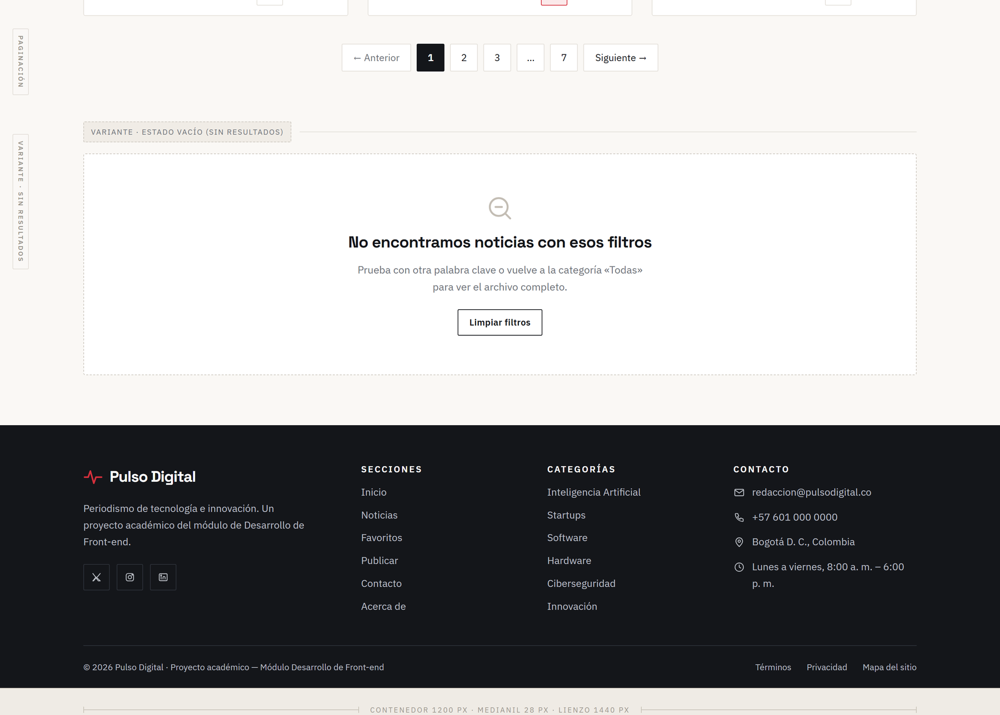 PAGINACIÓN
← Anterior
1
2
3
...
7
Siguiente →
VARIANTE · SIN RESULTADOS
VARIANTE · ESTADO VACÍO (SIN RESULTADOS)
No encontramos noticias con esos filtros
Prueba con otra palabra clave o vuelve a la categoría «Todas»
para ver el archivo completo.
Limpiar filtros
Pulso Digital
Periodismo de tecnología e innovación. Un
proyecto académico del módulo de Desarrollo de
Front-end.
SECCIONES
Inicio
Noticias
Favoritos
Publicar
Contacto
Acerca de
CATEGORÍAS
Inteligencia Artificial
Startups
Software
Hardware
Ciberseguridad
Innovación
CONTACTO
redaccion@pulsodigital.co
+57 601 000 0000
Bogotá D. C., Colombia
Lunes a viernes, 8:00 a. m. – 6:00
p. m.
© 2026 Pulso Digital · Proyecto académico — Módulo Desarrollo de Front-end
Términos
Privacidad
Mapa del sitio
CONTENEDOR 1200 PX · MEDIANIL 28 PX · LIENZO 1440 PX